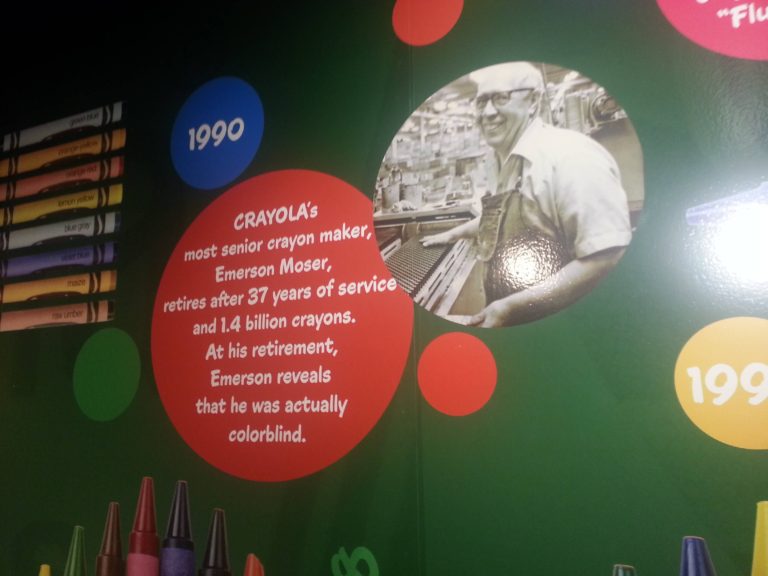 "Flu
green blue
orange yellow
orange red
lemon yellow
blue gray
violet blue
maize
raw umber
1990
CRAYOLA's
most senior crayon maker,
Emerson Moser,
retires after 37 years of service
and 1.4 billion crayons.
At his retirement,
Emerson reveals
that he was actually
colorblind.
199